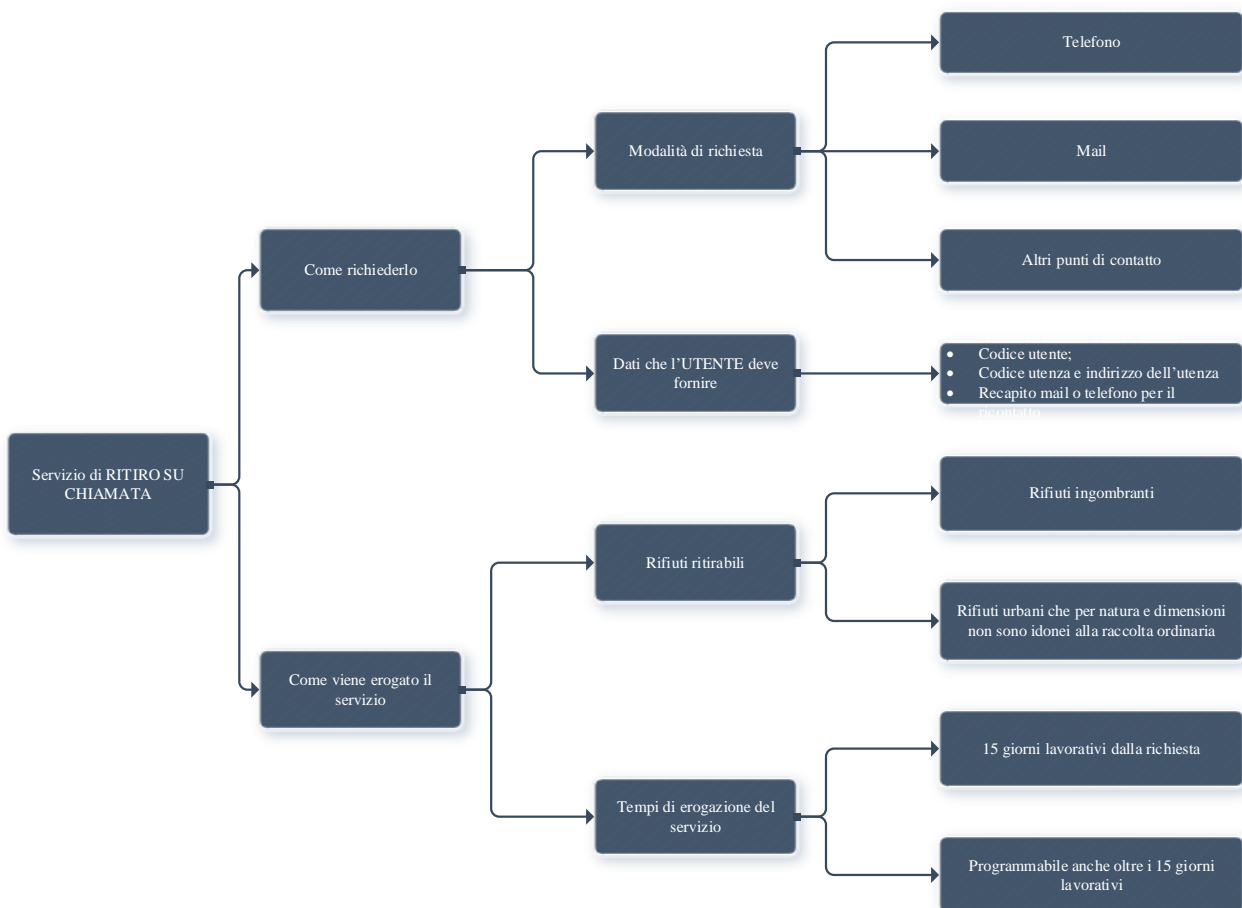 Servizio di RITIRO SU
CHIAMATA
Come richiederlo
Modalità di richiesta
Telefono
Mail
Altri punti di contatto
Dati che l’UTENTE deve
fornire
• Codice utente;
• Codice utenza e indirizzo dell’utenza
• Recapito mail o telefono per il
ricontatto
Come viene erogato il
servizio
Rifiuti ritirabili
Rifiuti ingombranti
Rifiuti urbani che per natura e dimensioni
non sono idonei alla raccolta ordinaria
Tempi di erogazione del
servizio
15 giorni lavorativi dalla richiesta
Programmabile anche oltre i 15 giorni
lavorativi